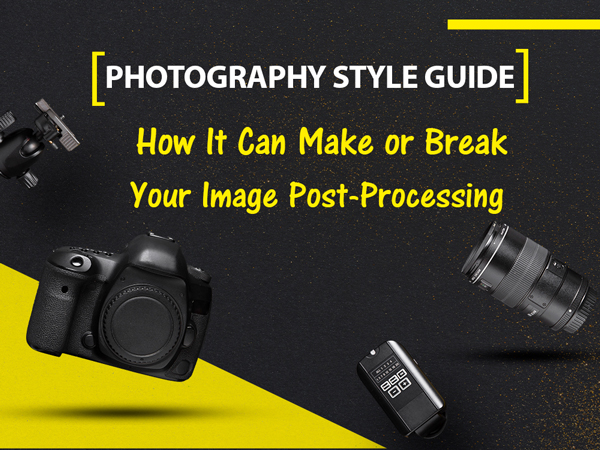 [PHOTOGRAPHY STYLE GUIDE]
How It Can Make or Break
Your Image Post-Processing